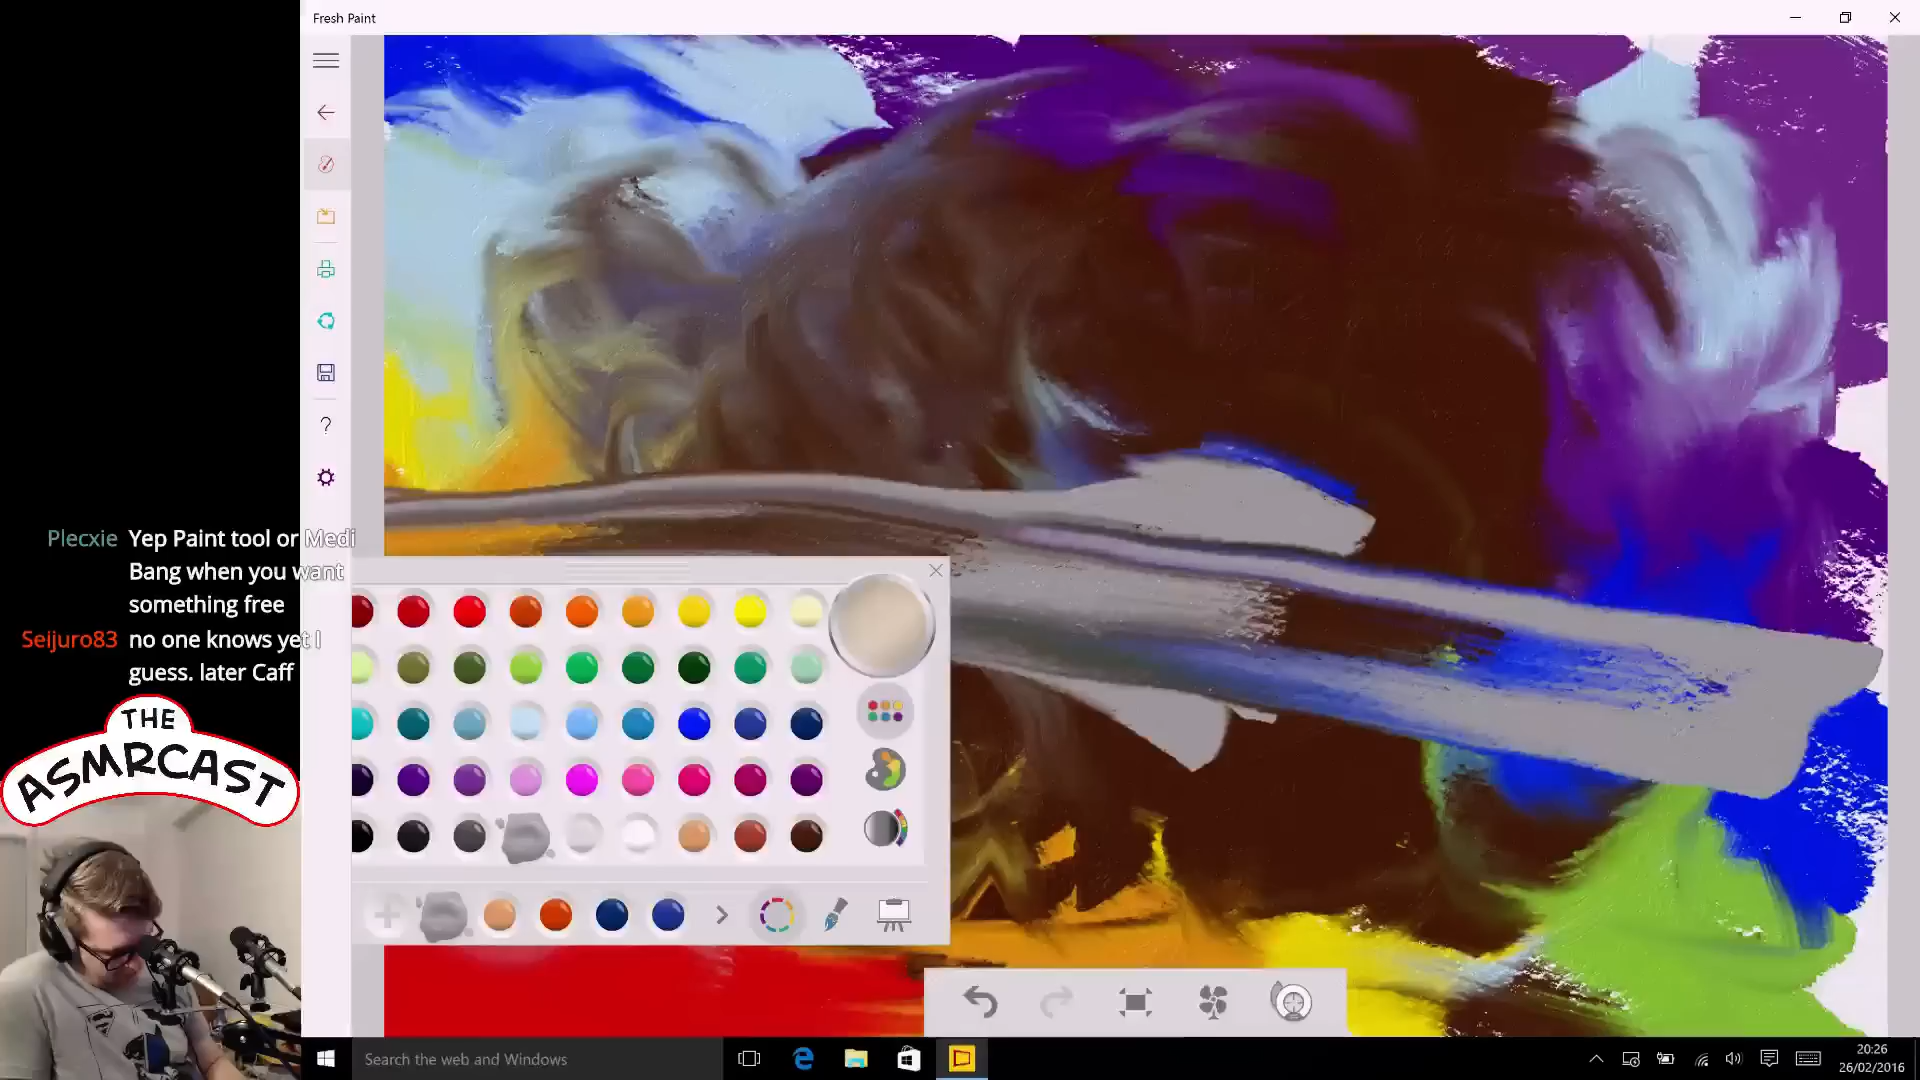 Fresh Paint
Plecxie Yep Paint tool or Medi
Bang when you want
something free
Seijuro83 no one knows yet I
guess. later Caff
THE
ASMRCAST
Search the web and Windows
20:26
26/02/2016